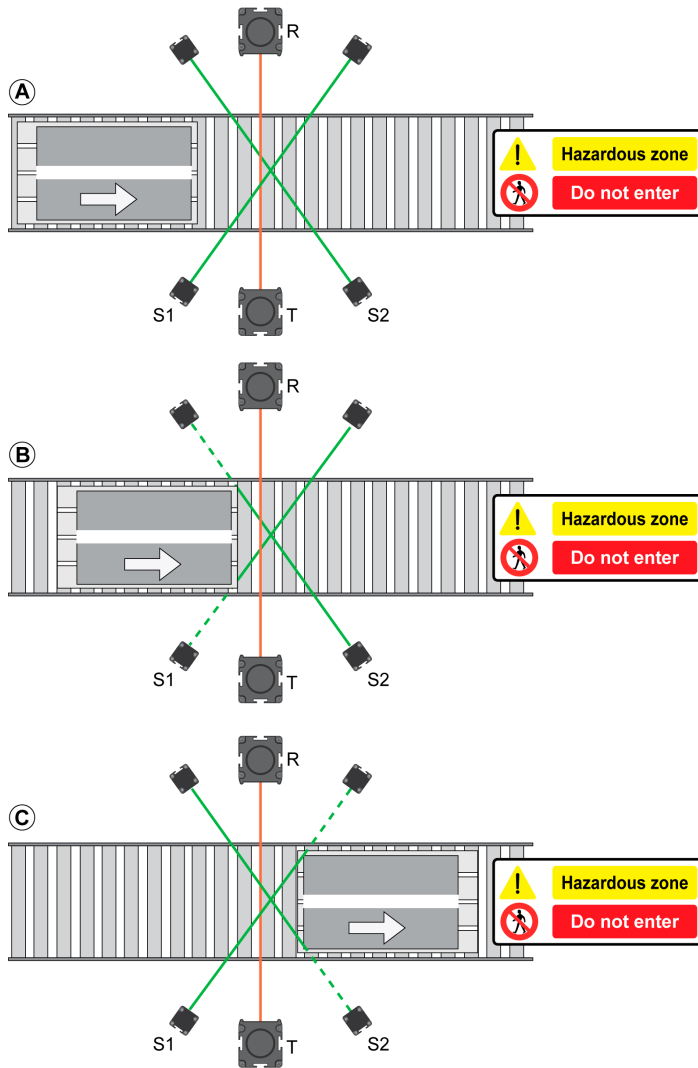 R
A
! Hazardous zone
Do not enter
S1
T
S2
R
B
! Hazardous zone
Do not enter
S1
T
S2
R
C
! Hazardous zone
Do not enter
S1
T
S2